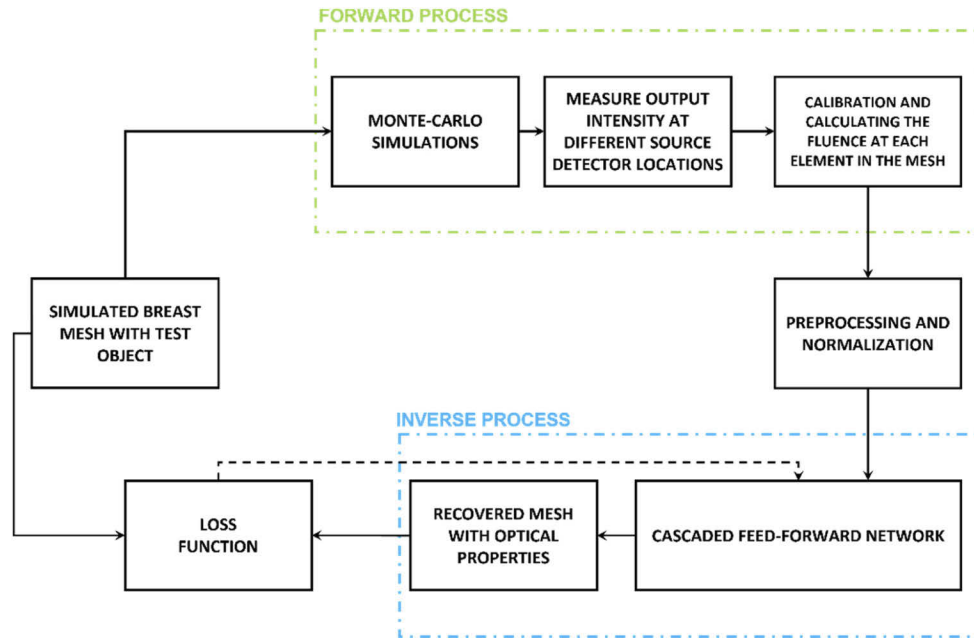 FORWARD PROCESS
MONTE-CARLO
SIMULATIONS
MEASURE OUTPUT
INTENSITY AT
DIFFERENT SOURCE
DETECTOR LOCATIONS
CALIBRATION AND
CALCULATING THE
FLUENCE AT EACH
ELEMENT IN THE MESH
SIMULATED BREAST
MESH WITH TEST
OBJECT
PREPROCESSING AND
NORMALIZATION
INVERSE PROCESS
LOSS
FUNCTION
RECOVERED MESH
WITH OPTICAL
PROPERTIES
CASCADED FEED-FORWARD NETWORK